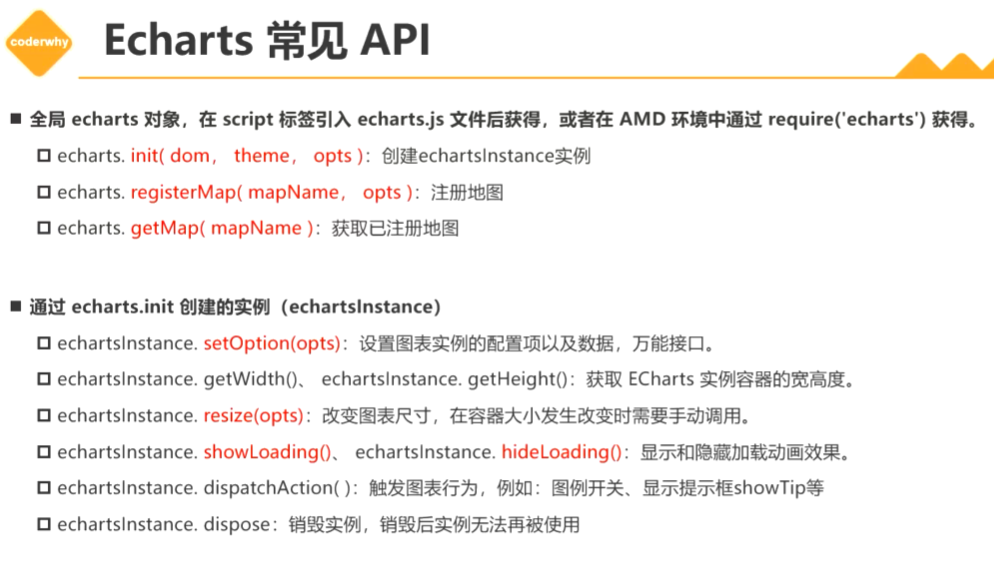 coderwhy
Echarts 常见 API
全局 echarts 对象，在 script 标签引入 echarts.js 文件后获得，或者在 AMD 环境中通过 require('echarts') 获得。
echarts. init( dom， theme， opts )：创建echartsInstance实例
echarts. registerMap( mapName， opts )：注册地图
echarts. getMap( mapName )：获取已注册地图
通过 echarts.init 创建的实例（echartsInstance）
echartsInstance. setOption(opts)：设置图表实例的配置项以及数据，万能接口。
echartsInstance. getWidth()、 echartsInstance. getHeight()：获取 ECharts 实例容器的宽高度。
echartsInstance. resize(opts)：改变图表尺寸，在容器大小发生改变时需要手动调用。
echartsInstance. showLoading()、 echartsInstance. hideLoading()：显示和隐藏加载动画效果。
echartsInstance. dispatchAction( )：触发图表行为，例如：图例开关、显示提示框showTip等
echartsInstance. dispose：销毁实例，销毁后实例无法再被使用